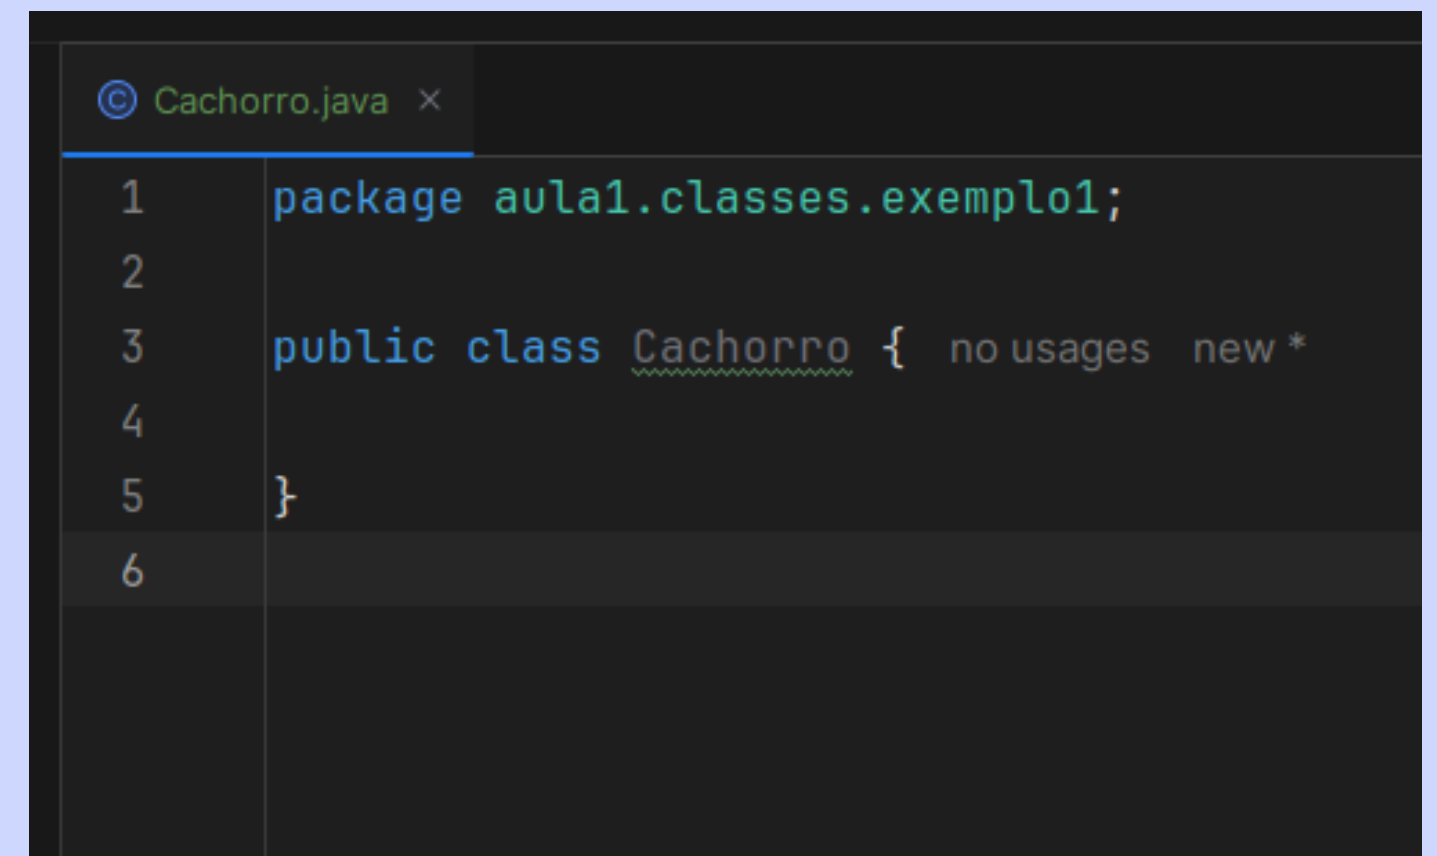 Cachorro.java
1 package aula1.classes.exemplo1;
2
3 public class Cachorro { no usages new *
4
5 }
6